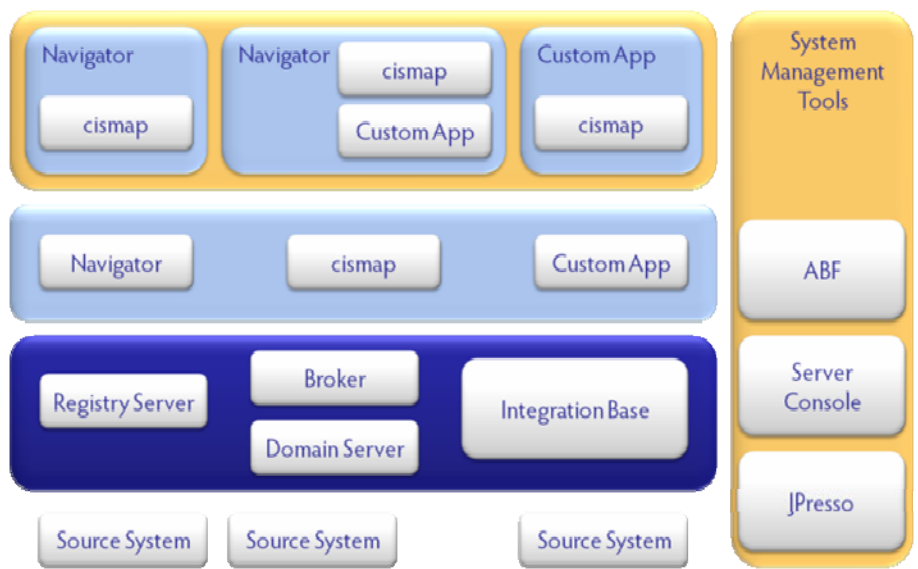 Navigator
cismap
Navigator
cismap
Custom App
Custom App
cismap
Navigator
cismap
Custom App
Registry Server
Broker
Domain Server
Integration Base
Source System
Source System
Source System
System
Management
Tools
ABF
Server
Console
JPresso